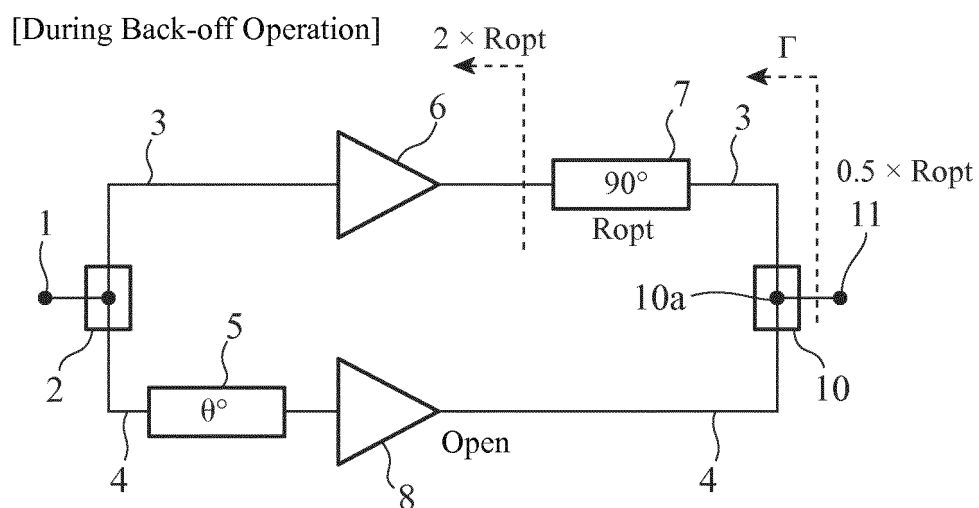 [During Back-off Operation]
2 × Ropt
Γ
3
6
7
3
90°
0.5 × Ropt
Ropt
11
1
10a
2
5
10
θ°
Open
4
8
4